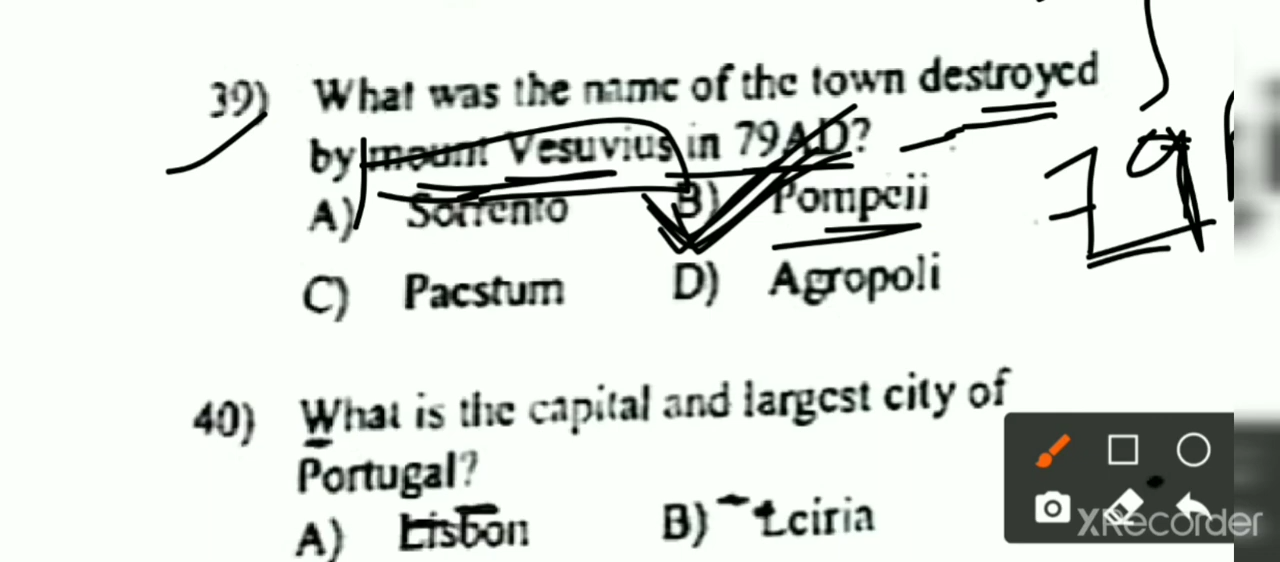 39) What was the name of the town destroyed
by mount Vesuvius in 79AD?
A) Sorrento B) Pompeii
C) Paestum D) Agropoli
79
40) What is the capital and largest city of
Portugal?
A) Lisbon B) Leiria
XRecorder